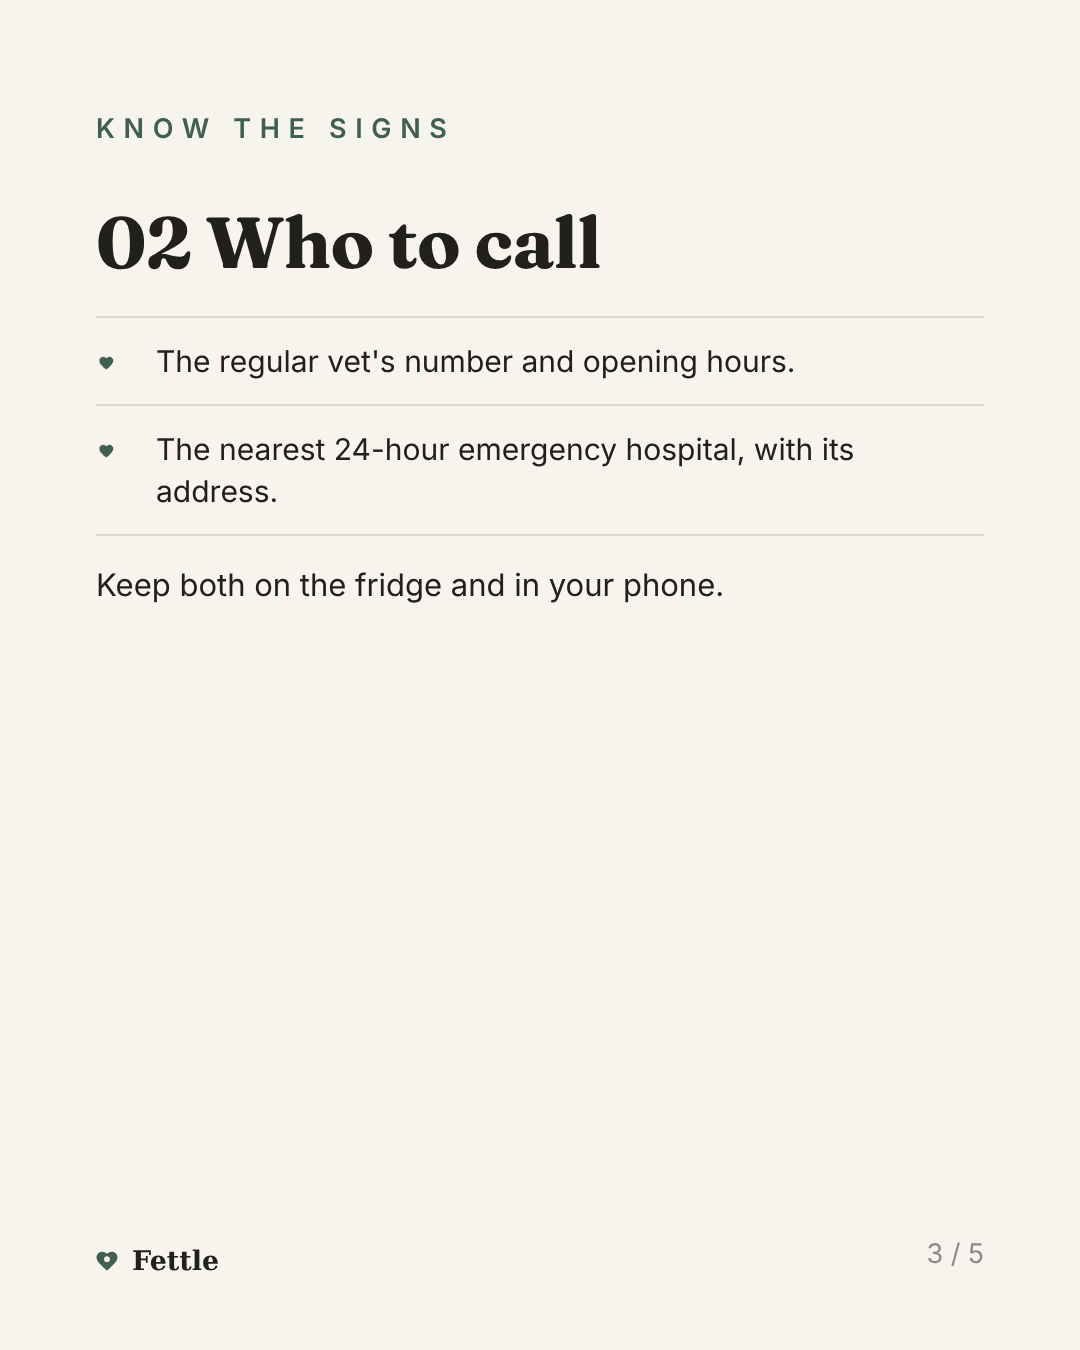 KNOW THE SIGNS
02 Who to call
The regular vet's number and opening hours.
The nearest 24-hour emergency hospital, with its
address.
Keep both on the fridge and in your phone.
Fettle
3 / 5